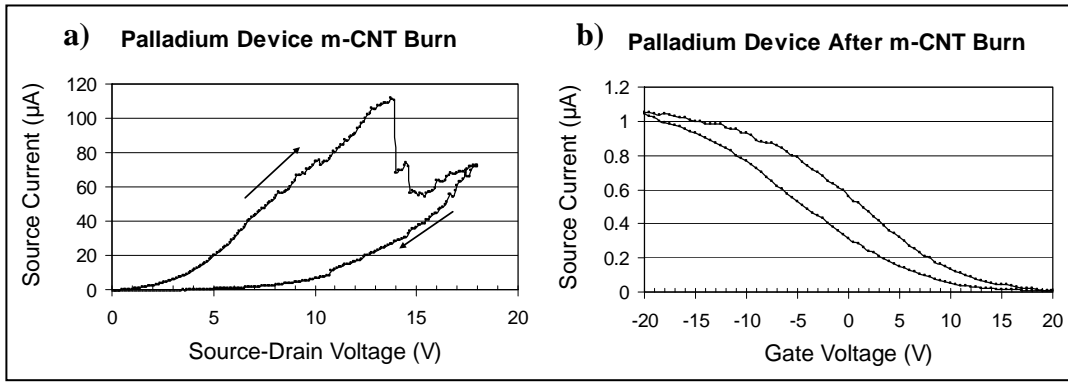 a) Palladium Device m-CNT Burn
Source Current (µA)
120
100
80
60
40
20
0
0 5 10 15 20
Source-Drain Voltage (V)
b) Palladium Device After m-CNT Burn
Source Current (µA)
1.2
1
0.8
0.6
0.4
0.2
0
-20 -15 -10 -5 0 5 10 15 20
Gate Voltage (V)